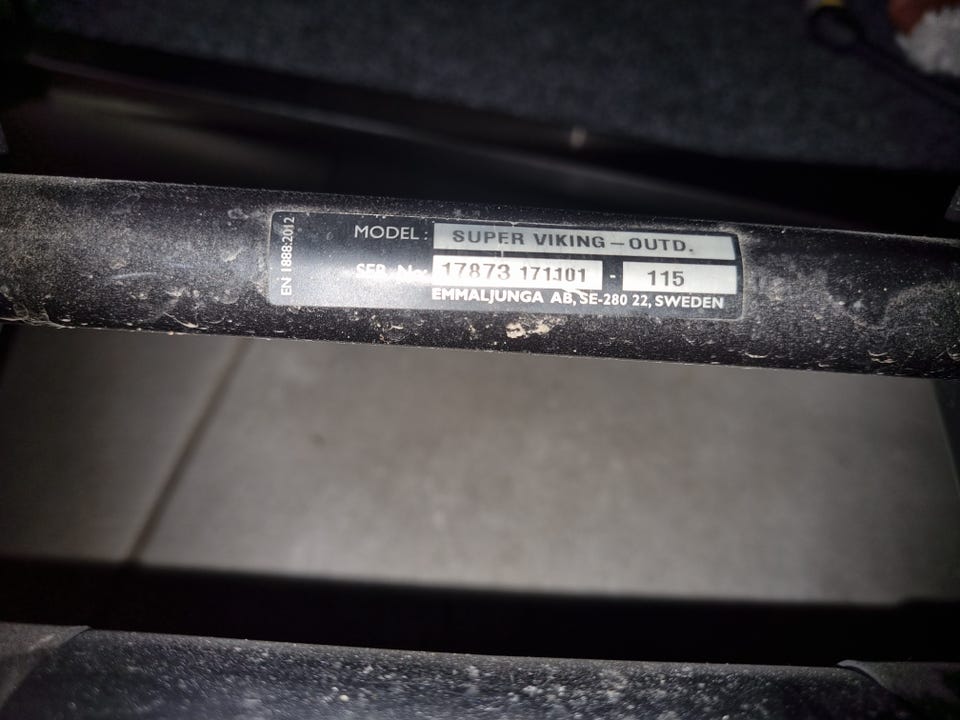 EN 1888:2012
MODEL: SUPER VIKING-OUTD.
SER. No: 17873 171101 - 115
EMMALJUNGA AB, SE-280 22, SWEDEN